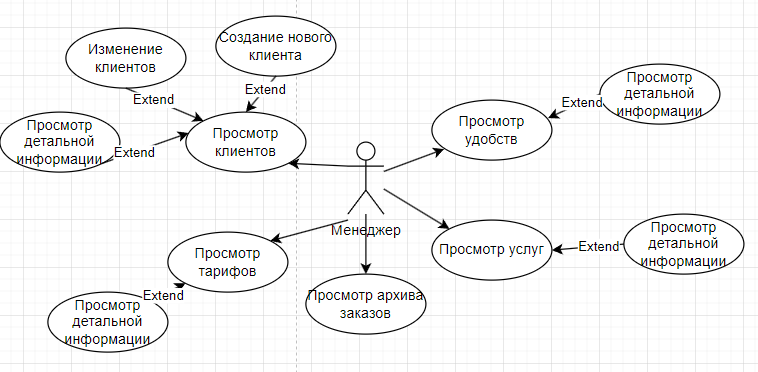 Изменение
клиентов
Создание нового
клиента
Extend
Extend
Просмотр
детальной
информации
Extend
Просмотр
клиентов
Просмотр
удобств
Extend
Просмотр
детальной
информации
Менеджер
Просмотр
тарифов
Extend
Просмотр
детальной
информации
Просмотр архива
заказов
Просмотр услуг
Extend
Просмотр
детальной
информации